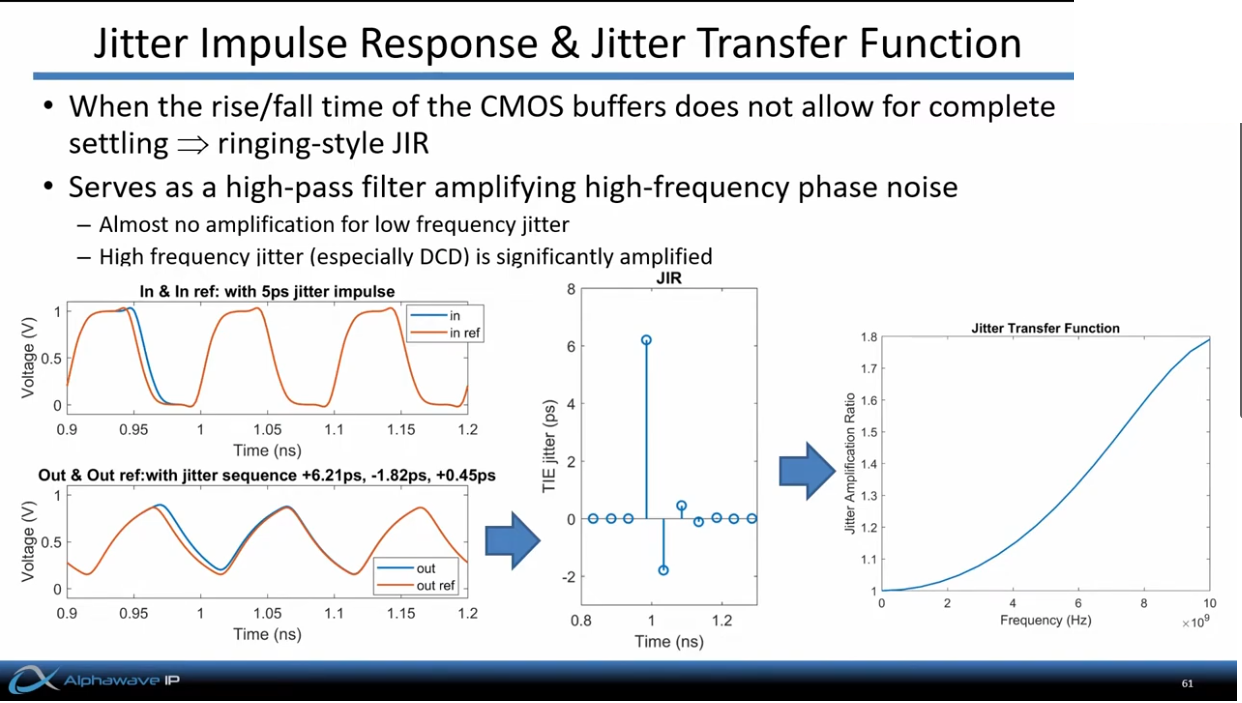 Jitter Impulse Response & Jitter Transfer Function
• When the rise/fall time of the CMOS buffers does not allow for complete
settling ⇒ ringing-style JIR
• Serves as a high-pass filter amplifying high-frequency phase noise
– Almost no amplification for low frequency jitter
– High frequency jitter (especially DCD) is significantly amplified
In & In ref: with 5ps jitter impulse
in
in ref
1
0.5
0
Voltage (V)
0.9 0.95 1 1.05 1.1 1.15 1.2
Time (ns)
Out & Out ref:with jitter sequence +6.21ps, -1.82ps, +0.45ps
1
0.5
0
Voltage (V)
out
out ref
0.9 0.95 1 1.05 1.1 1.15 1.2
Time (ns)
JIR
8
6
4
2
0
-2
TIE jitter (ps)
0.8 1 1.2
Time (ns)
Jitter Transfer Function
1.8
1.7
1.6
1.5
1.4
1.3
1.2
1.1
1
Jitter Amplification Ratio
0 2 4 6 8 10
Frequency (Hz)
×10⁹
Alphawave IP
61